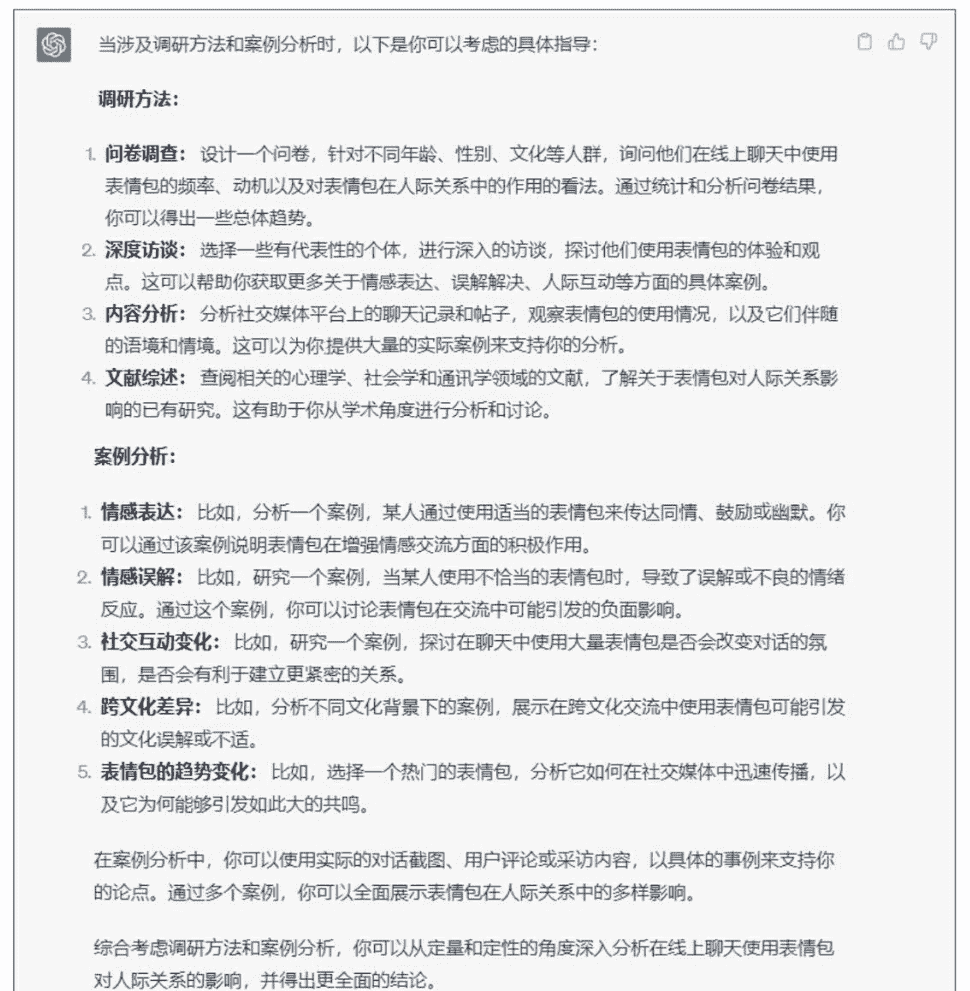 当涉及调研方法和案例分析时，以下是你可以考虑的具体指导：
调研方法：
1. 问卷调查： 设计一个问卷，针对不同年龄、性别、文化等人群，询问他们在线上聊天中使用
表情包的频率、动机以及对表情包在人际关系中的作用的看法。通过统计和分析问卷结果，
你可以得出一些总体趋势。
2. 深度访谈： 选择一些有代表性的个体，进行深入的访谈，探讨他们使用表情包的体验和观
点。这可以帮助你获取更多关于情感表达、误解解决、人际互动等方面的具体案例。
3. 内容分析： 分析社交媒体平台上的聊天记录和帖子，观察表情包的使用情况，以及它们伴随
的语境和情境。这可以为你提供大量的实际案例来支持你的分析。
4. 文献综述： 查阅相关的心理学、社会学和通讯学领域的文献，了解关于表情包对人际关系影
响的已有研究。这有助于你从学术角度进行分析和讨论。
案例分析：
1. 情感表达： 比如，分析一个案例，某人通过使用适当的表情包来传达同情、鼓励或幽默。你
可以通过该案例说明表情包在增强情感交流方面的积极作用。
2. 情感误解： 比如，研究一个案例，当某人使用不恰当的表情包时，导致了误解或不良的情绪
反应。通过这个案例，你可以讨论表情包在交流中可能引发的负面影响。
3. 社交互动变化： 比如，研究一个案例，探讨在聊天中使用大量表情包是否会改变对话的氛
围，是否会有利于建立更紧密的关系。
4. 跨文化差异： 比如，分析不同文化背景下的案例，展示在跨文化交流中使用表情包可能引发
的文化误解或不适。
5. 表情包的趋势变化： 比如，选择一个热门的表情包，分析它如何在社交媒体中迅速传播，以
及它为何能够引发如此大的共鸣。
在案例分析中，你可以使用实际的对话截图、用户评论或采访内容，以具体的事例来支持你
的论点。通过多个案例，你可以全面展示表情包在人际关系中的多样影响。
综合考虑调研方法和案例分析，你可以从定量和定性的角度深入分析在线上聊天使用表情包
对人际关系的影响，并得出更全面的结论。